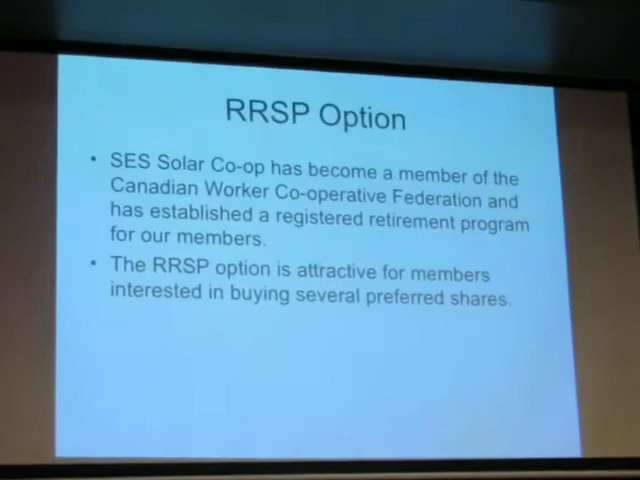 RRSP Option
• SES Solar Co-op has become a member of the
Canadian Worker Co-operative Federation and
has established a registered retirement program
for our members.
• The RRSP option is attractive for members
interested in buying several preferred shares.